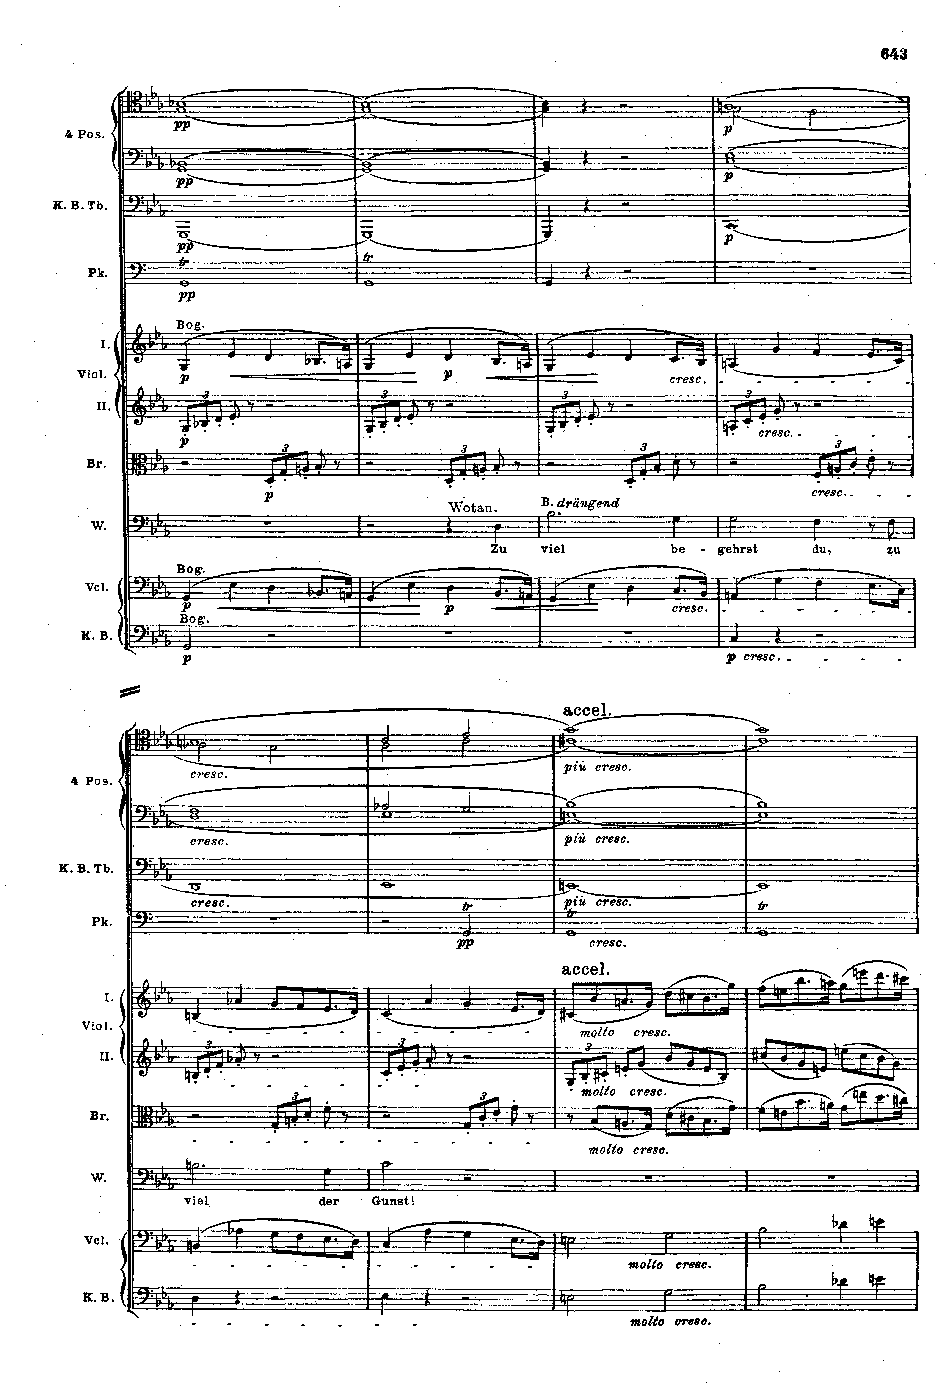 643
4 Pos.
pp
p
pp
p
K. B. Tb.
pp
p
Pk.
tr
tr
pp
Bog.
I.
Viol.
p
p
cresc.
II.
3
3
3
3
p
cresc.
Br.
3
3
3
3
p
cresc.
Wotan.
B. drängend
W.
Zu viel be - gehrst du, zu
Bog.
Vcl.
p
p
cresc.
Bog.
K. B.
p
p cresc.
accel.
4 Pos.
cresc.
più cresc.
cresc.
più cresc.
K. B. Tb.
cresc.
più cresc.
Pk.
tr
tr
tr
pp
cresc.
accel.
I.
Viol.
molto cresc.
II.
3
3
3
molto cresc.
Br.
3
3
molto cresc.
W.
viel der Gunst!
Vcl.
molto cresc.
K. B.
molto cresc.